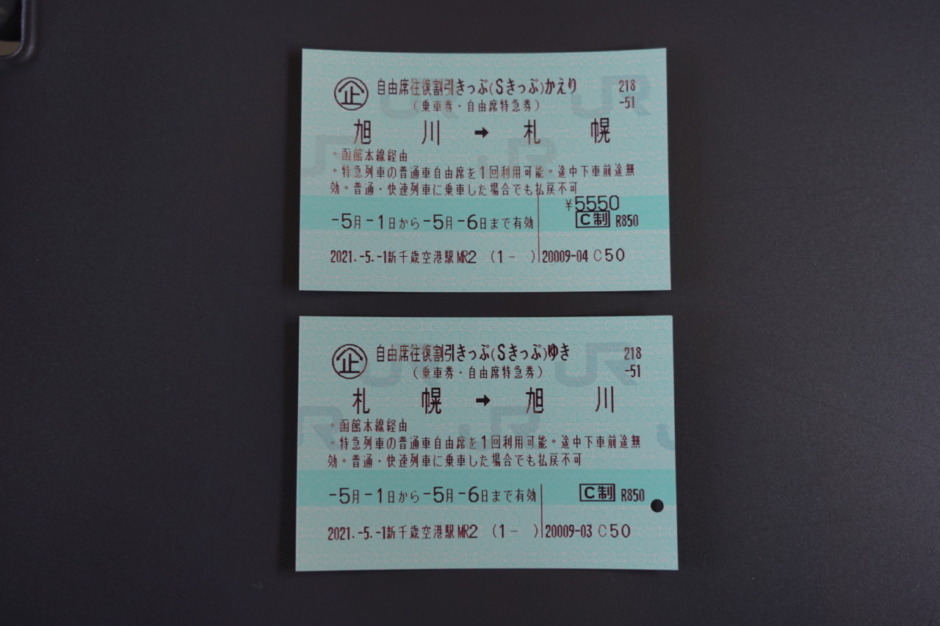 企 自由席往復割引きっぷ(Sきっぷ)かえり 218
(乗車券・自由席特急券) -51
旭川 → 札幌
・函館本線経由
・特急列車の普通車自由席を1回利用可能。途中下車前途無
効。普通・快速列車に乗車した場合でも払戻不可
¥5550
-5月-1日から-5月-6日まで有効 C制 R850
2021.-5.-1新千歳空港駅MR2 (1- ) 20009-04 C50
企 自由席往復割引きっぷ(Sきっぷ)ゆき 218
(乗車券・自由席特急券) -51
札幌 → 旭川
・函館本線経由
・特急列車の普通車自由席を1回利用可能。途中下車前途無
効。普通・快速列車に乗車した場合でも払戻不可
-5月-1日から-5月-6日まで有効 C制 R850
2021.-5.-1新千歳空港駅MR2 (1- ) 20009-03 C50